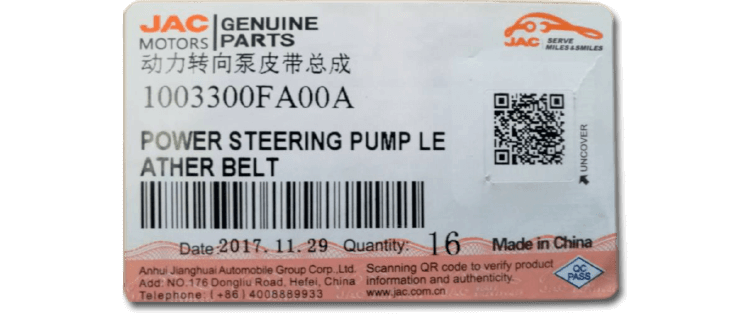 JAC MOTORS
GENUINE PARTS
JAC SERVE MILES&SMILES
动力转向泵皮带总成
1003300FA00A
POWER STEERING PUMP LE
ATHER BELT
UNCOVER
Date:2017.11.29 Quantity: 16 Made in China
Anhui Jianghuai Automobile Group Corp.,Ltd.
Add: NO.176 Dongliu Road, Hefei, China
Telephone: (+86) 4008889933
Scanning QR code to verify product
information and authenticity.
www.jac.com.cn
QC PASS